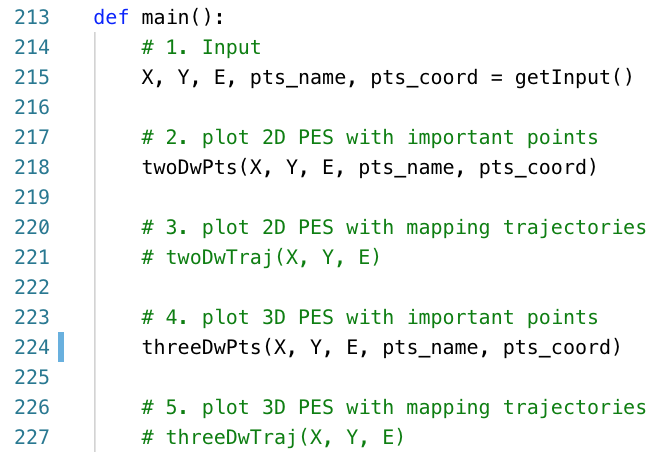 213 def main():
214     # 1. Input
215     X, Y, E, pts_name, pts_coord = getInput()
216
217     # 2. plot 2D PES with important points
218     twoDwPts(X, Y, E, pts_name, pts_coord)
219
220     # 3. plot 2D PES with mapping trajectories
221     # twoDwTraj(X, Y, E)
222
223     # 4. plot 3D PES with important points
224     threeDwPts(X, Y, E, pts_name, pts_coord)
225
226     # 5. plot 3D PES with mapping trajectories
227     # threeDwTraj(X, Y, E)